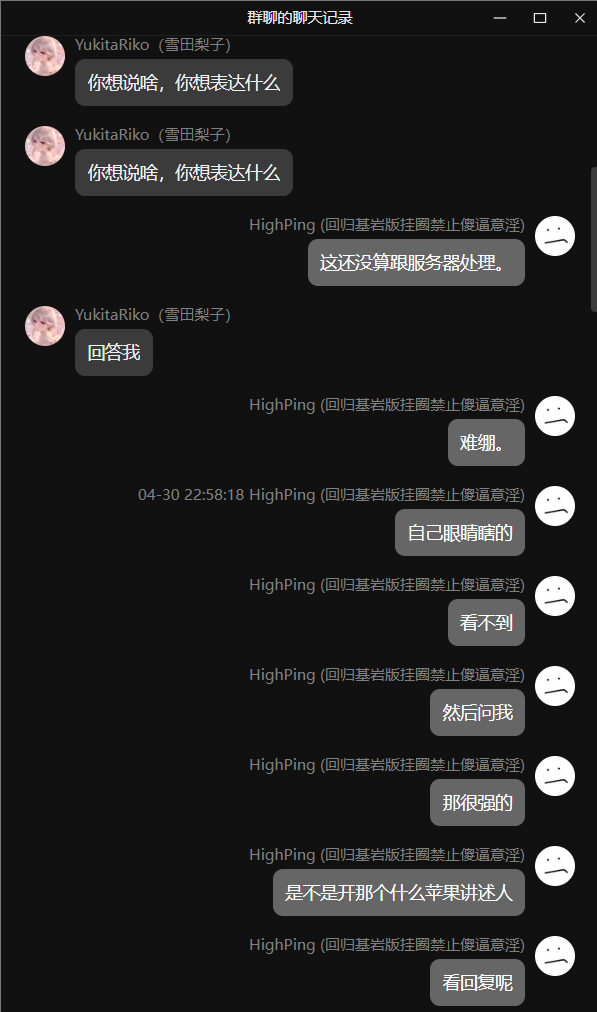 群聊的聊天记录
YukitaRiko（雪田梨子）
你想说啥，你想表达什么
YukitaRiko（雪田梨子）
你想说啥，你想表达什么
HighPing (回归基岩版挂圈禁止傻逼意淫)
这还没算跟服务器处理。
YukitaRiko（雪田梨子）
回答我
HighPing (回归基岩版挂圈禁止傻逼意淫)
难绷。
04-30 22:58:18 HighPing (回归基岩版挂圈禁止傻逼意淫)
自己眼睛瞎的
HighPing (回归基岩版挂圈禁止傻逼意淫)
看不到
HighPing (回归基岩版挂圈禁止傻逼意淫)
然后问我
HighPing (回归基岩版挂圈禁止傻逼意淫)
那很强的
HighPing (回归基岩版挂圈禁止傻逼意淫)
是不是开那个什么苹果讲述人
HighPing (回归基岩版挂圈禁止傻逼意淫)
看回复呢